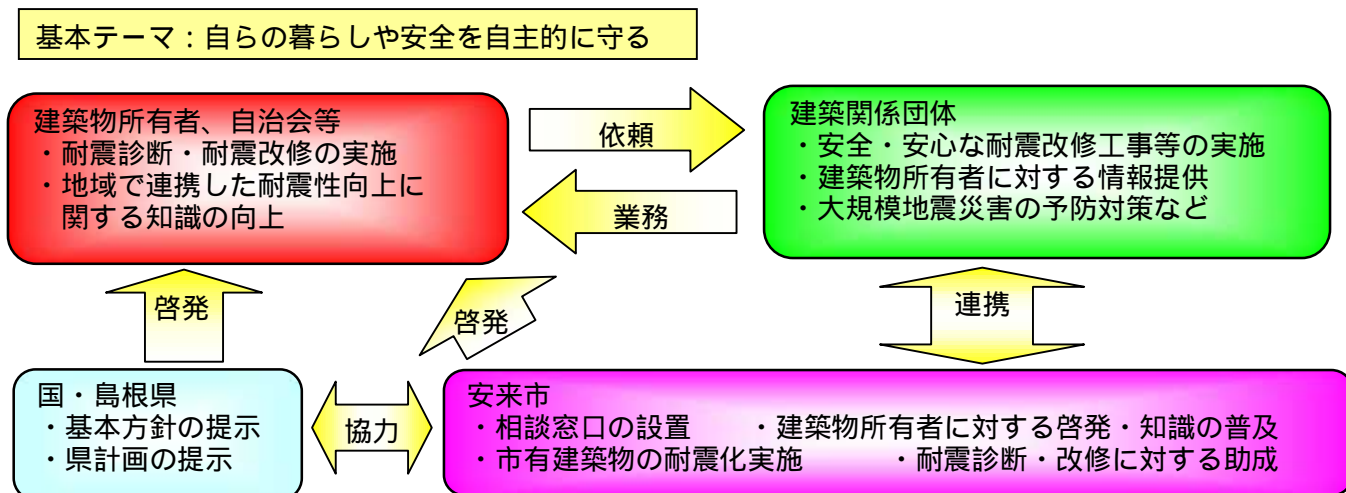 基本テーマ：自らの暮らしや安全を自主的に守る
建築物所有者、自治会等
・耐震診断・耐震改修の実施
・地域で連携した耐震性向上に
関する知識の向上
依頼
業務
建築関係団体
・安全・安心な耐震改修工事等の実施
・建築物所有者に対する情報提供
・大規模地震災害の予防対策など
啓発
啓発
連携
国・島根県
・基本方針の提示
・県計画の提示
協力
安来市
・相談窓口の設置　・建築物所有者に対する啓発・知識の普及
・市有建築物の耐震化実施　・耐震診断・改修に対する助成